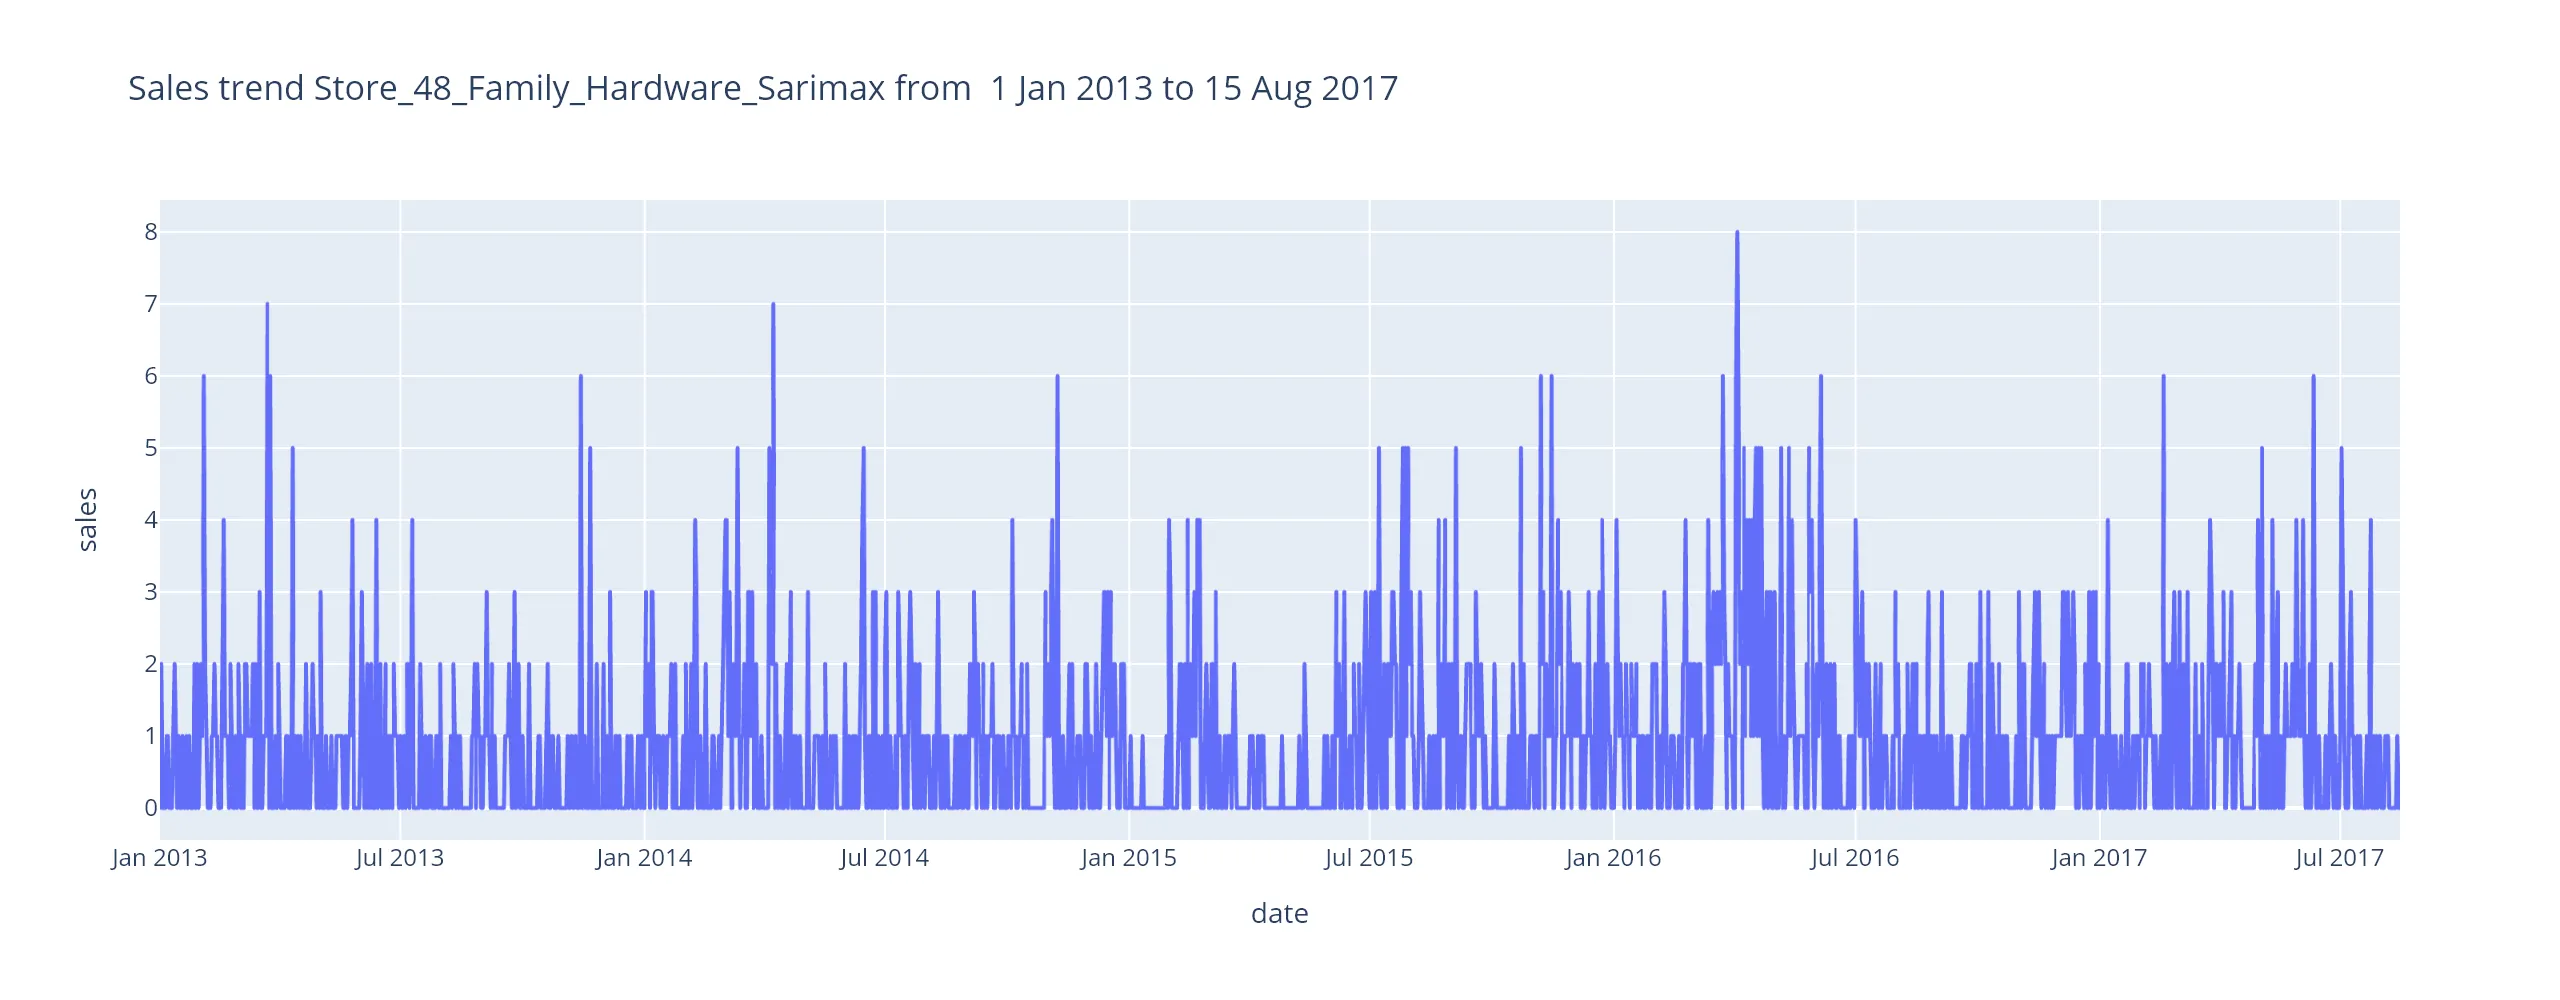 Sales trend Store_48_Family_Hardware_Sarimax from  1 Jan 2013 to 15 Aug 2017
8
7
6
5
4
3
2
1
0
sales
Jan 2013
Jul 2013
Jan 2014
Jul 2014
Jan 2015
Jul 2015
Jan 2016
Jul 2016
Jan 2017
Jul 2017
date